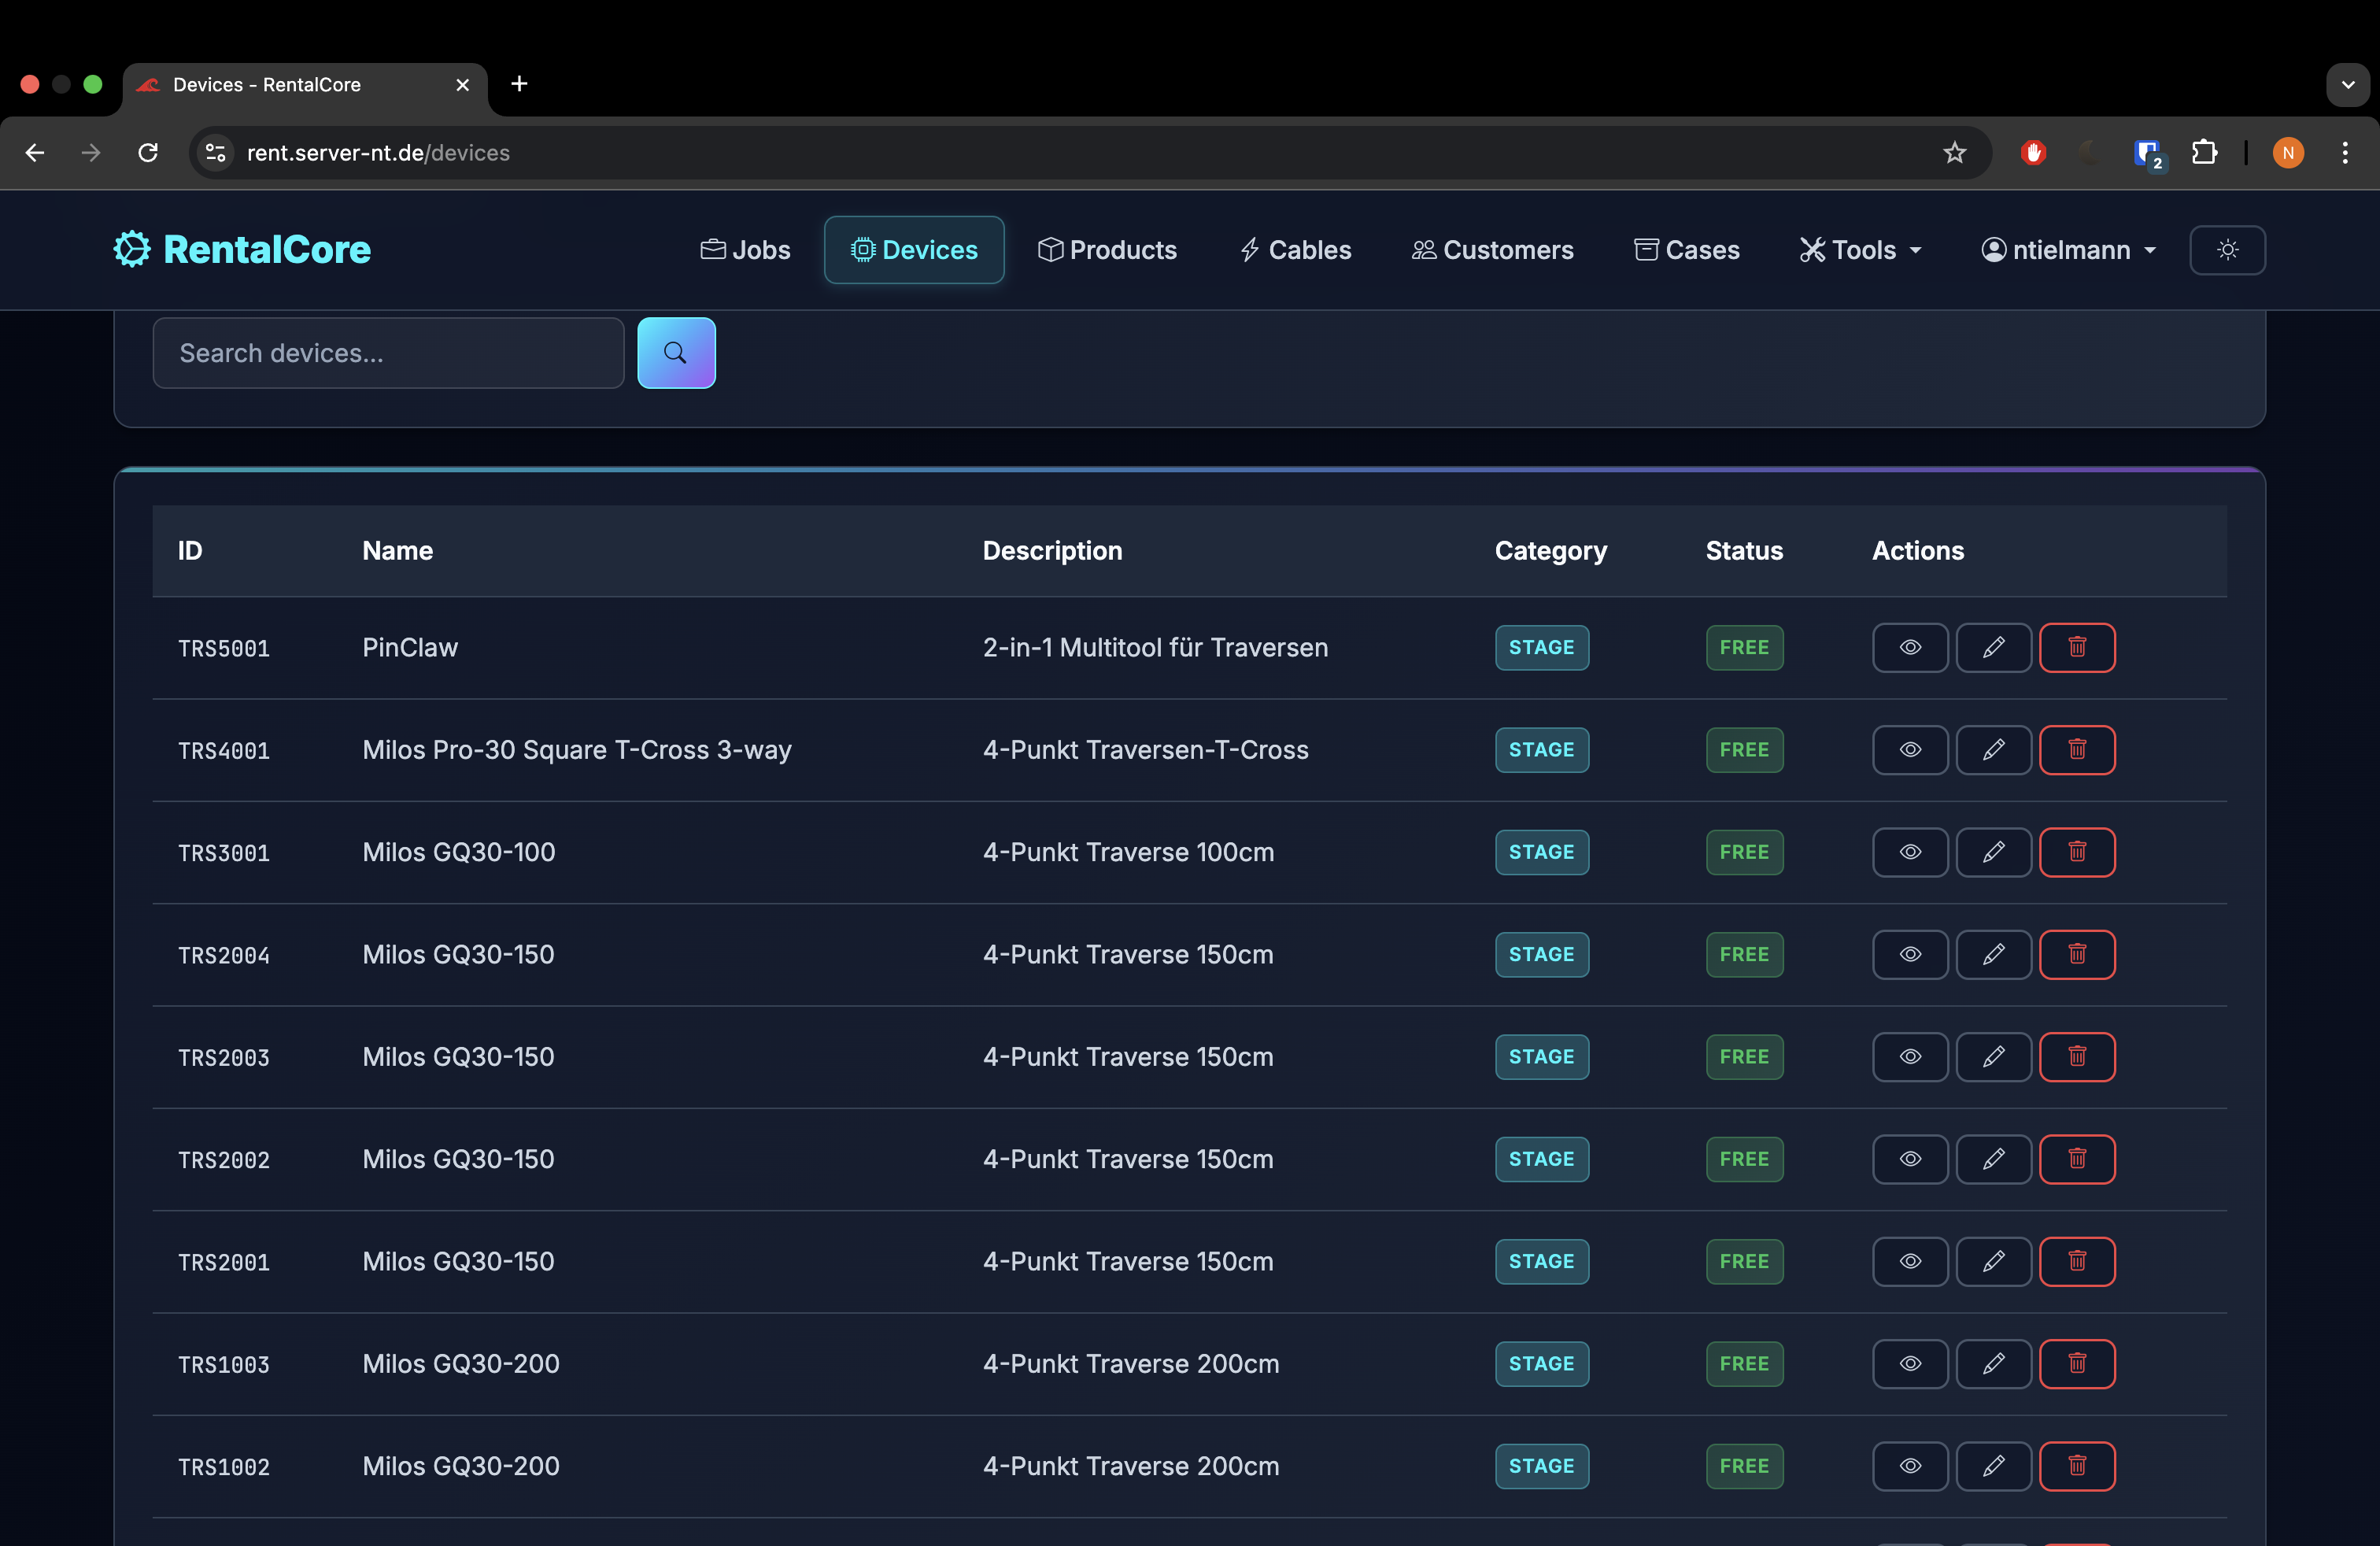 Devices - RentalCore
rent.server-nt.de/devices
2
N
RentalCore
Jobs
Devices
Products
Cables
Customers
Cases
Tools
ntielmann
Search devices...
ID Name Description Category Status Actions
TRS5001 PinClaw 2-in-1 Multitool für Traversen STAGE FREE
TRS4001 Milos Pro-30 Square T-Cross 3-way 4-Punkt Traversen-T-Cross STAGE FREE
TRS3001 Milos GQ30-100 4-Punkt Traverse 100cm STAGE FREE
TRS2004 Milos GQ30-150 4-Punkt Traverse 150cm STAGE FREE
TRS2003 Milos GQ30-150 4-Punkt Traverse 150cm STAGE FREE
TRS2002 Milos GQ30-150 4-Punkt Traverse 150cm STAGE FREE
TRS2001 Milos GQ30-150 4-Punkt Traverse 150cm STAGE FREE
TRS1003 Milos GQ30-200 4-Punkt Traverse 200cm STAGE FREE
TRS1002 Milos GQ30-200 4-Punkt Traverse 200cm STAGE FREE